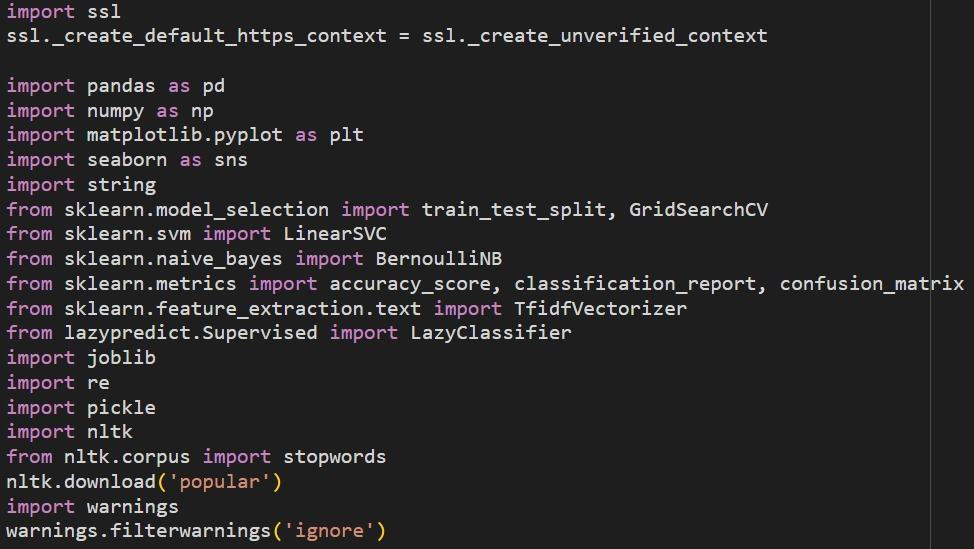 import ssl
ssl._create_default_https_context = ssl._create_unverified_context
import pandas as pd
import numpy as np
import matplotlib.pyplot as plt
import seaborn as sns
import string
from sklearn.model_selection import train_test_split, GridSearchCV
from sklearn.svm import LinearSVC
from sklearn.naive_bayes import BernoulliNB
from sklearn.metrics import accuracy_score, classification_report, confusion_matrix
from sklearn.feature_extraction.text import TfidfVectorizer
from lazypredict.Supervised import LazyClassifier
import joblib
import re
import pickle
import nltk
from nltk.corpus import stopwords
nltk.download('popular')
import warnings
warnings.filterwarnings('ignore')